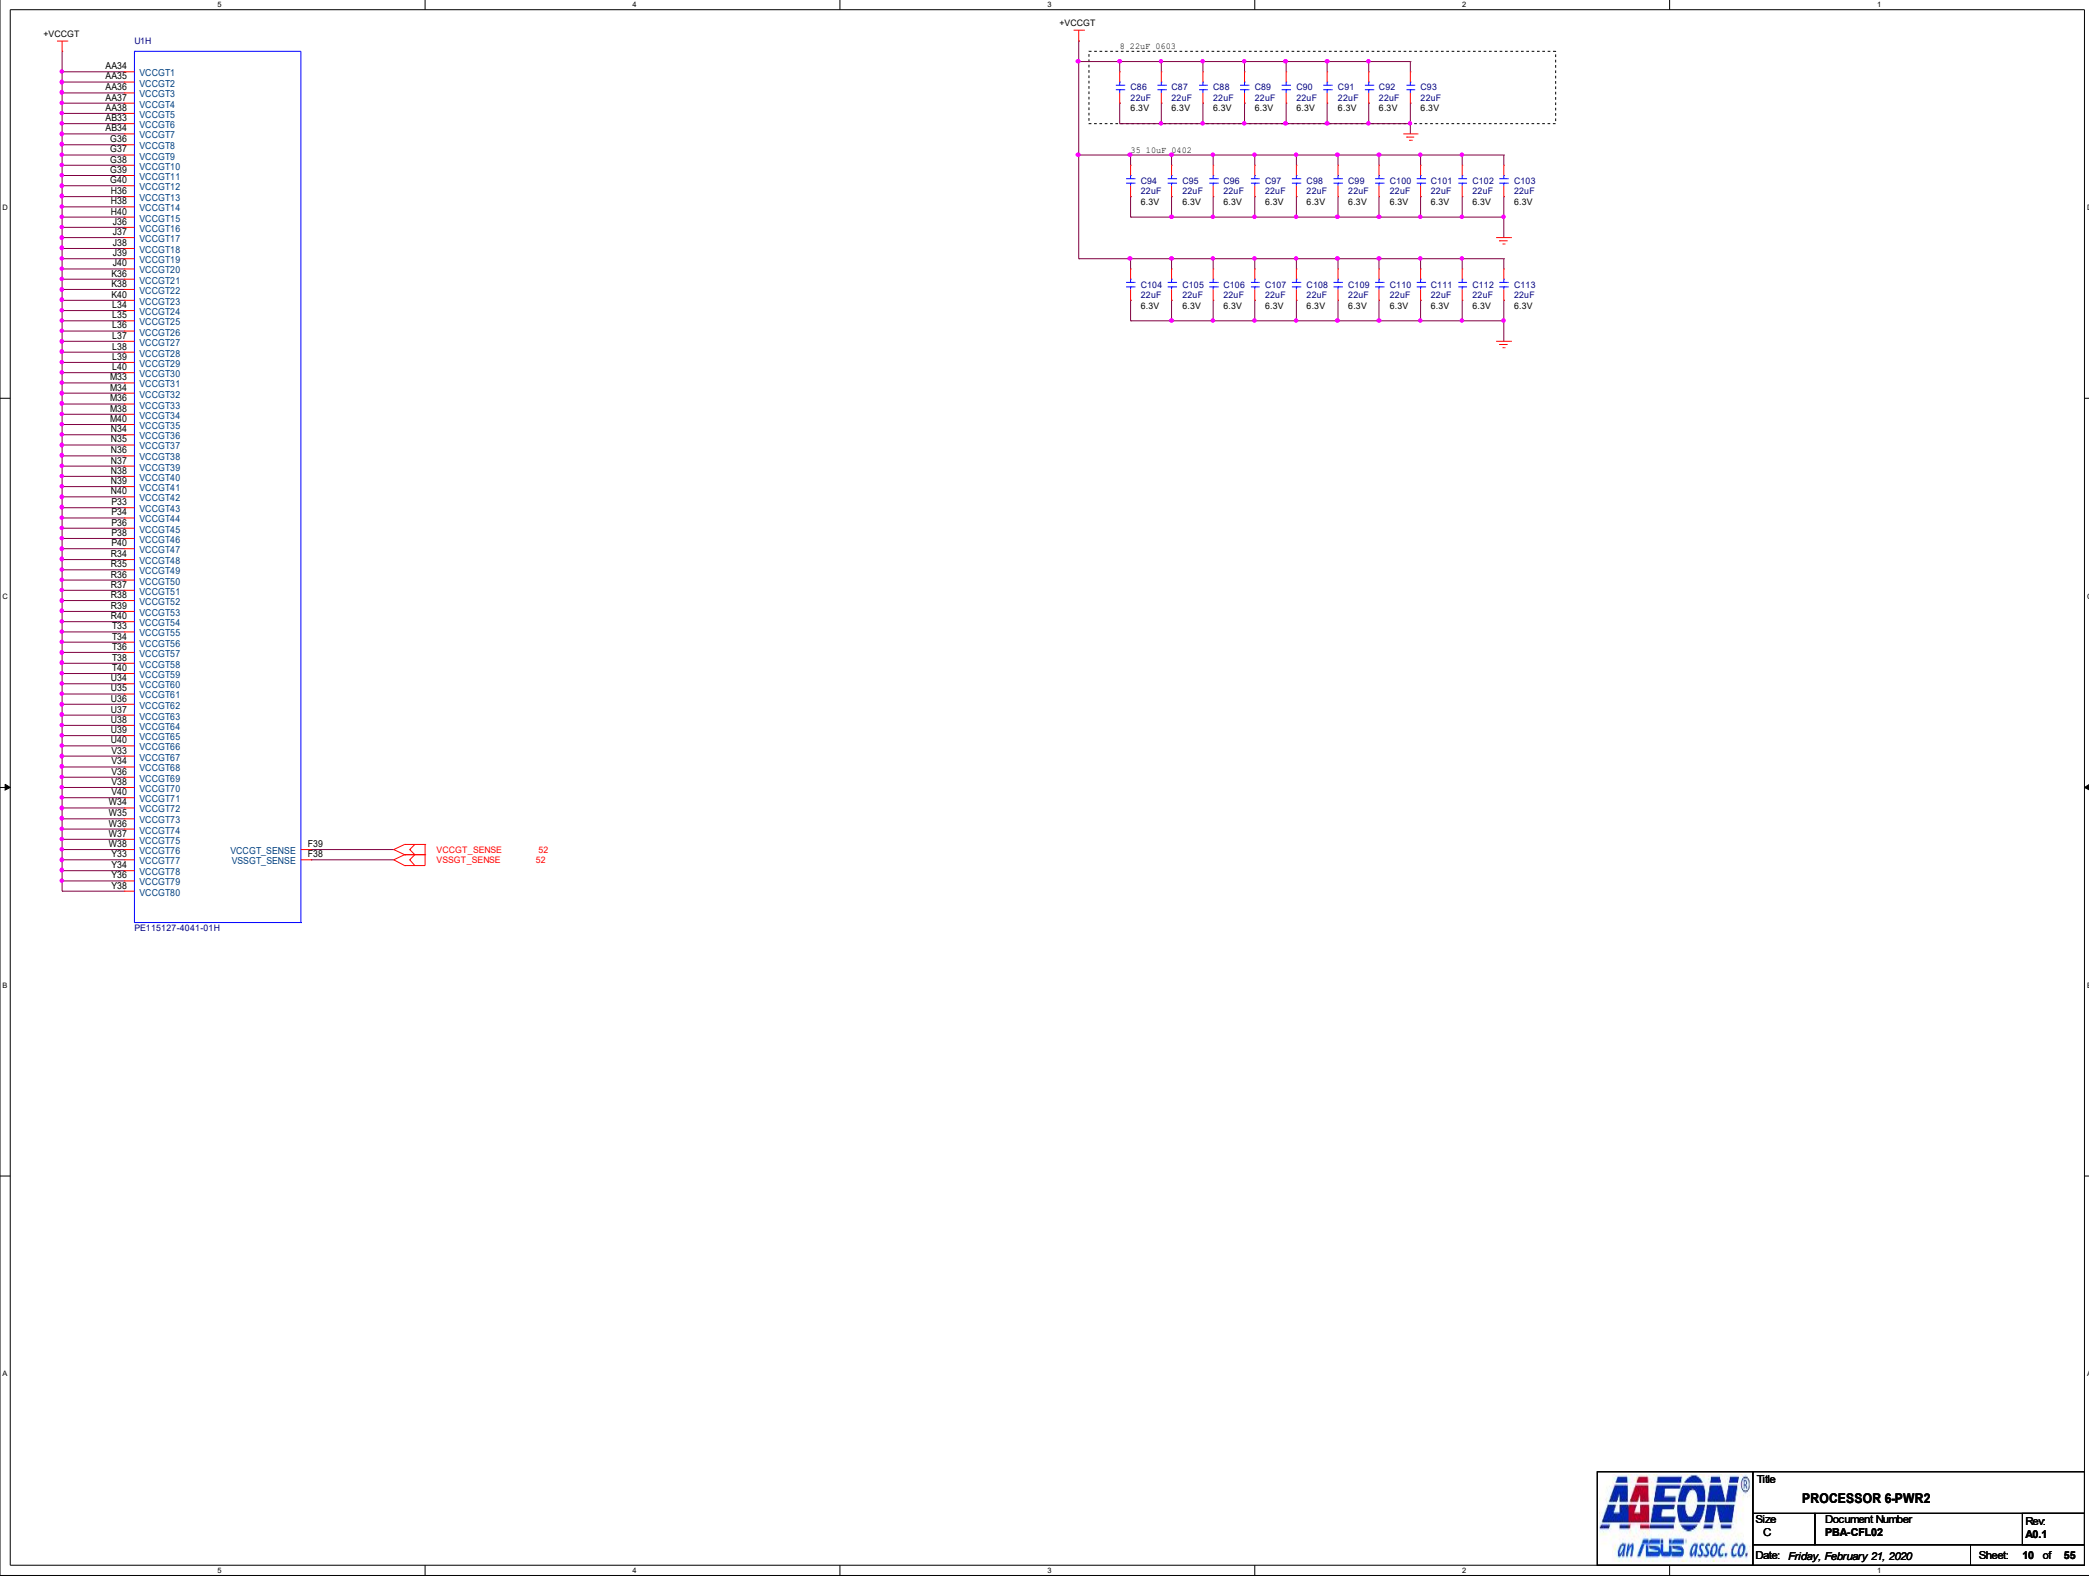 5 4 3 2 1
+VCCGT
U1H
AA34 VCCGT1
AA35 VCCGT2
AA36 VCCGT3
AA37 VCCGT4
AA38 VCCGT5
AB33 VCCGT6
AB34 VCCGT7
G36 VCCGT8
G37 VCCGT9
G38 VCCGT10
G39 VCCGT11
G40 VCCGT12
H36 VCCGT13
H38 VCCGT14
H40 VCCGT15
J36 VCCGT16
J37 VCCGT17
J38 VCCGT18
J39 VCCGT19
J40 VCCGT20
K36 VCCGT21
K38 VCCGT22
K40 VCCGT23
L34 VCCGT24
L35 VCCGT25
L36 VCCGT26
L37 VCCGT27
L38 VCCGT28
L39 VCCGT29
L40 VCCGT30
M33 VCCGT31
M34 VCCGT32
M36 VCCGT33
M38 VCCGT34
M40 VCCGT35
N34 VCCGT36
N35 VCCGT37
N36 VCCGT38
N37 VCCGT39
N38 VCCGT40
N39 VCCGT41
N40 VCCGT42
P33 VCCGT43
P34 VCCGT44
P36 VCCGT45
P38 VCCGT46
P40 VCCGT47
R34 VCCGT48
R35 VCCGT49
R36 VCCGT50
R37 VCCGT51
R38 VCCGT52
R39 VCCGT53
R40 VCCGT54
T33 VCCGT55
T34 VCCGT56
T36 VCCGT57
T38 VCCGT58
T40 VCCGT59
U34 VCCGT60
U35 VCCGT61
U36 VCCGT62
U37 VCCGT63
U38 VCCGT64
U39 VCCGT65
U40 VCCGT66
V33 VCCGT67
V34 VCCGT68
V36 VCCGT69
V38 VCCGT70
V40 VCCGT71
W34 VCCGT72
W35 VCCGT73
W36 VCCGT74
W37 VCCGT75
W38 VCCGT76
Y33 VCCGT77
Y34 VCCGT78
Y36 VCCGT79
Y38 VCCGT80
VCCGT_SENSE F39 VCCGT_SENSE 52
VSSGT_SENSE F38 VSSGT_SENSE 52
PE115127-4041-01H
+VCCGT
8 22uF 0603
C86 C87 C88 C89 C90 C91 C92 C93
22uF 22uF 22uF 22uF 22uF 22uF 22uF 22uF
6.3V 6.3V 6.3V 6.3V 6.3V 6.3V 6.3V 6.3V
35 10uF 0402
C94 C95 C96 C97 C98 C99 C100 C101 C102 C103
22uF 22uF 22uF 22uF 22uF 22uF 22uF 22uF 22uF 22uF
6.3V 6.3V 6.3V 6.3V 6.3V 6.3V 6.3V 6.3V 6.3V 6.3V
C104 C105 C106 C107 C108 C109 C110 C111 C112 C113
22uF 22uF 22uF 22uF 22uF 22uF 22uF 22uF 22uF 22uF
6.3V 6.3V 6.3V 6.3V 6.3V 6.3V 6.3V 6.3V 6.3V 6.3V
D
C
B
A
AAEON®
an ASUS assoc. co.
Title
PROCESSOR 6-PWR2
Size
C
Document Number
PBA-CFL02
Rev:
A0.1
Date: Friday, February 21, 2020
Sheet: 10 of 55
5 4 3 2 1